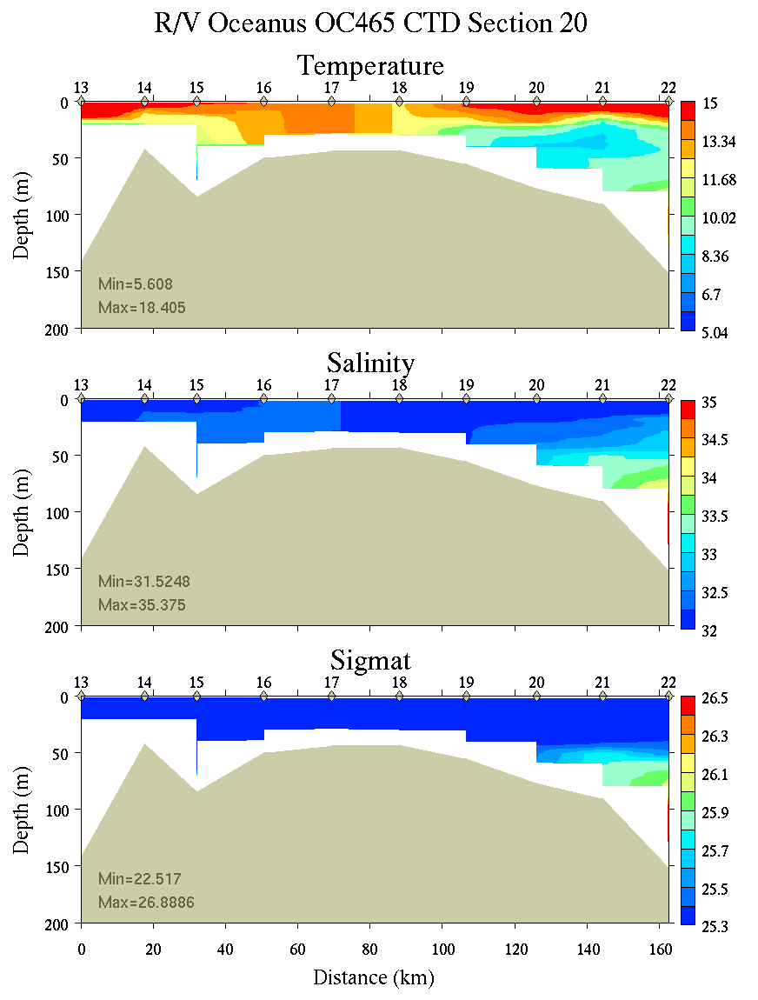 R/V Oceanus OC465 CTD Section 20
Temperature
13 14 15 16 17 18 19 20 21 22
0
50
100
150
200
Depth (m)
Min=5.608
Max=18.405
15
13.34
11.68
10.02
8.36
6.7
5.04
Salinity
13 14 15 16 17 18 19 20 21 22
0
50
100
150
200
Depth (m)
Min=31.5248
Max=35.375
35
34.5
34
33.5
33
32.5
32
Sigmat
13 14 15 16 17 18 19 20 21 22
0
50
100
150
200
Depth (m)
Min=22.517
Max=26.8886
26.5
26.3
26.1
25.9
25.7
25.5
25.3
0 20 40 60 80 100 120 140 160
Distance (km)